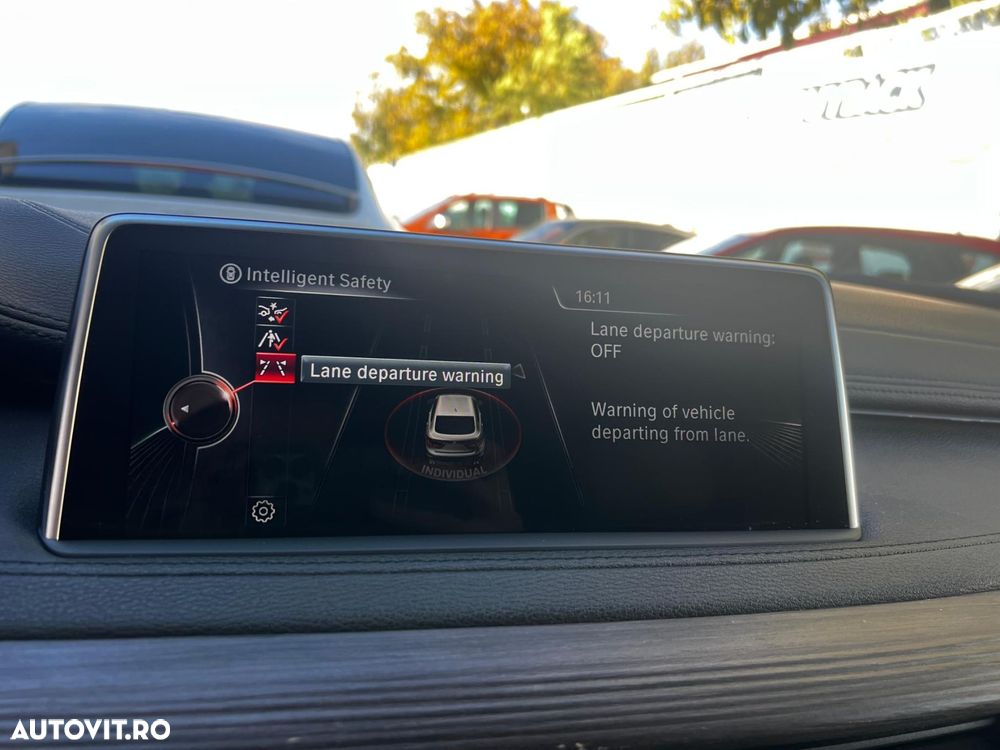 Intelligent Safety
16:11
Lane departure warning:
OFF
Lane departure warning
Warning of vehicle
departing from lane.
INDIVIDUAL
AUTOVIT.RO